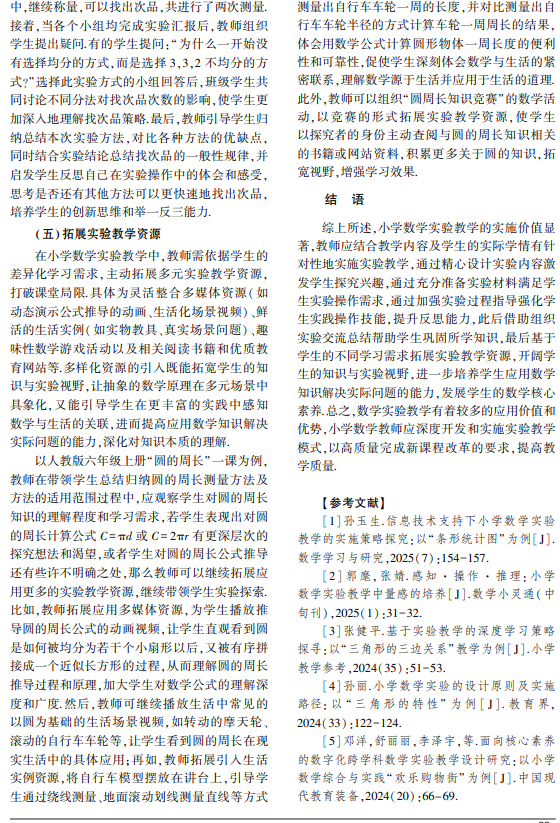 中,继续称量,可以找出次品,共进行了两次测量.
接着,当各个小组均完成实验汇报后,教师组织
学生提出疑问.有的学生提问:“为什么一开始没
有选择均分的方式,而是选择3,3,2不均分的方
式?”选择此实验方式的小组回答后,班级学生共
同讨论不同分法对找次品次数的影响,使学生更
加深入地理解找次品策略.最后,教师引导学生归
纳总结本次实验方法,对比各种方法的优缺点,
同时结合实验结论总结找次品的一般性规律,并
启发学生反思自己在实验操作中的体会和感受,
思考是否还有其他方法可以更快速地找出次品,
培养学生的创新思维和举一反三能力.
(五)拓展实验教学资源
在小学数学实验教学中,教师需依据学生的
差异化学习需求,主动拓展多元实验教学资源,
打破课堂局限.具体为灵活整合多媒体资源(如
动态演示公式推导的动画、生活化场景视频)、鲜
活的生活实例(如实物教具、真实场景问题)、趣
味性数学游戏活动以及相关阅读书籍和优质教
育网站等.多样化资源的引入既能拓宽学生的知
识与实验视野,让抽象的数学原理在多元场景中
具象化,又能引导学生在更丰富的实践中感知
数学与生活的关联,进而提高应用数学知识解决
实际问题的能力,深化对知识本质的理解.
以人教版六年级上册“圆的周长”一课为例,
教师在带领学生总结归纳圆的周长测量方法及
方法的适用范围过程中,应观察学生对圆的周长
知识的理解程度和学习需求,若学生表现出对圆
的周长计算公式C=πd或C=2πr有更深层次的
探究想法和渴望,或者学生对圆的周长公式推导
还有些许不明确之处,那么教师可以继续拓展应
用更多的实验教学资源,继续带领学生实验探索.
比如,教师拓展应用多媒体资源,为学生播放推
导圆的周长公式的动画视频,让学生直观看到圆
是如何被均分为若干个小扇形以后,又被有序拼
接成一个近似长方形的过程,从而理解圆的周长
推导过程和原理,加大学生对数学公式的理解深
度和广度.然后,教师可继续播放生活中常见的
以圆为基础的生活场景视频,如转动的摩天轮、
滚动的自行车车轮等,让学生看到圆的周长在现
实生活中的具体应用;再如,教师拓展引入生活
实例资源,将自行车模型摆放在讲台上,引导学
生通过绕线测量、地面滚动划线测量直线等方式
测量出自行车车轮一周的长度,并对比测量出自
行车车轮半径的方式计算车轮一周周长的结果,
体会用数学公式计算圆形物体一周长度的便利
性和可靠性,促使学生深刻体会数学与生活的紧
密联系,理解数学源于生活并应用于生活的道理.
此外,教师可以组织“圆周长知识竞赛”的数学活
动,以竞赛的形式拓展实验教学资源,使学生
以探究者的身份主动查阅与圆的周长知识相关
的书籍或网站资料,积累更多关于圆的知识,拓
宽视野,增强学习效果.
结 语
综上所述,小学数学实验教学的实施价值显
著,教师应结合教学内容及学生的实际学情有针
对性地实施实验教学,通过精心设计实验内容激
发学生探究兴趣,通过充分准备实验材料满足学
生实验操作需求,通过加强实验过程指导强化学
生实践操作技能,提升反思能力,此后借助组织
实验交流总结帮助学生巩固所学知识,最后基于
学生的不同学习需求拓展实验教学资源,开阔学
生的知识与实验视野,进一步培养学生应用数学
知识解决实际问题的能力,发展学生的数学核心
素养.总之,数学实验教学有着较多的应用价值和
优势,小学数学教师应深度开发和实施实验教学
模式,以高质量完成新课程改革的要求,提高教
学质量.
【参考文献】
[1]孙玉生.信息技术支持下小学数学实验
教学的实施策略探究:以“条形统计图”为例[J].
数学学习与研究,2025(7):154-157.
[2]郭麾,张婧.感知·操作·推理:小学
数学实验教学中量感的培养[J].数学小灵通(中
旬刊),2025(1):31-32.
[3]张健平.基于实验教学的深度学习策略
探寻:以“三角形的三边关系”教学为例[J].小学
教学参考,2024(35):51-53.
[4]孙丽.小学数学实验的设计原则及实施
路径:以“三角形的特性”为例[J].教育界,
2024(33):122-124.
[5]邓洋,舒丽丽,李泽宇,等.面向核心素养
的数字化跨学科数学实验教学设计研究:以小学
数学综合与实践“欢乐购物街”为例[J].中国现
代教育装备,2024(20):66-69.